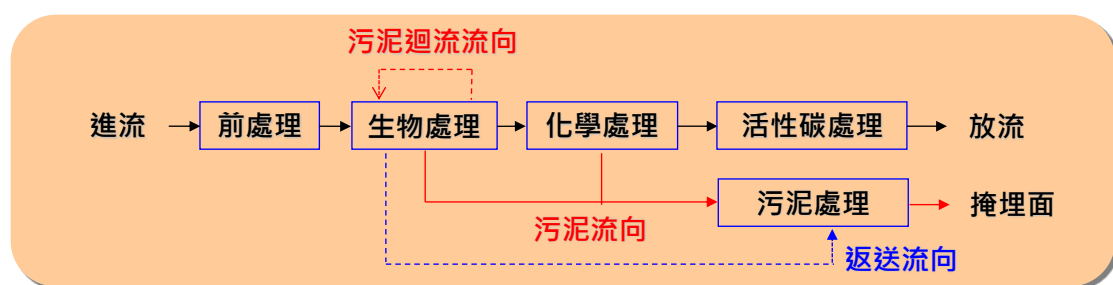 污泥迴流流向
進流
前處理
生物處理
化學處理
活性碳處理
放流
污泥處理
掩埋面
污泥流向
返送流向